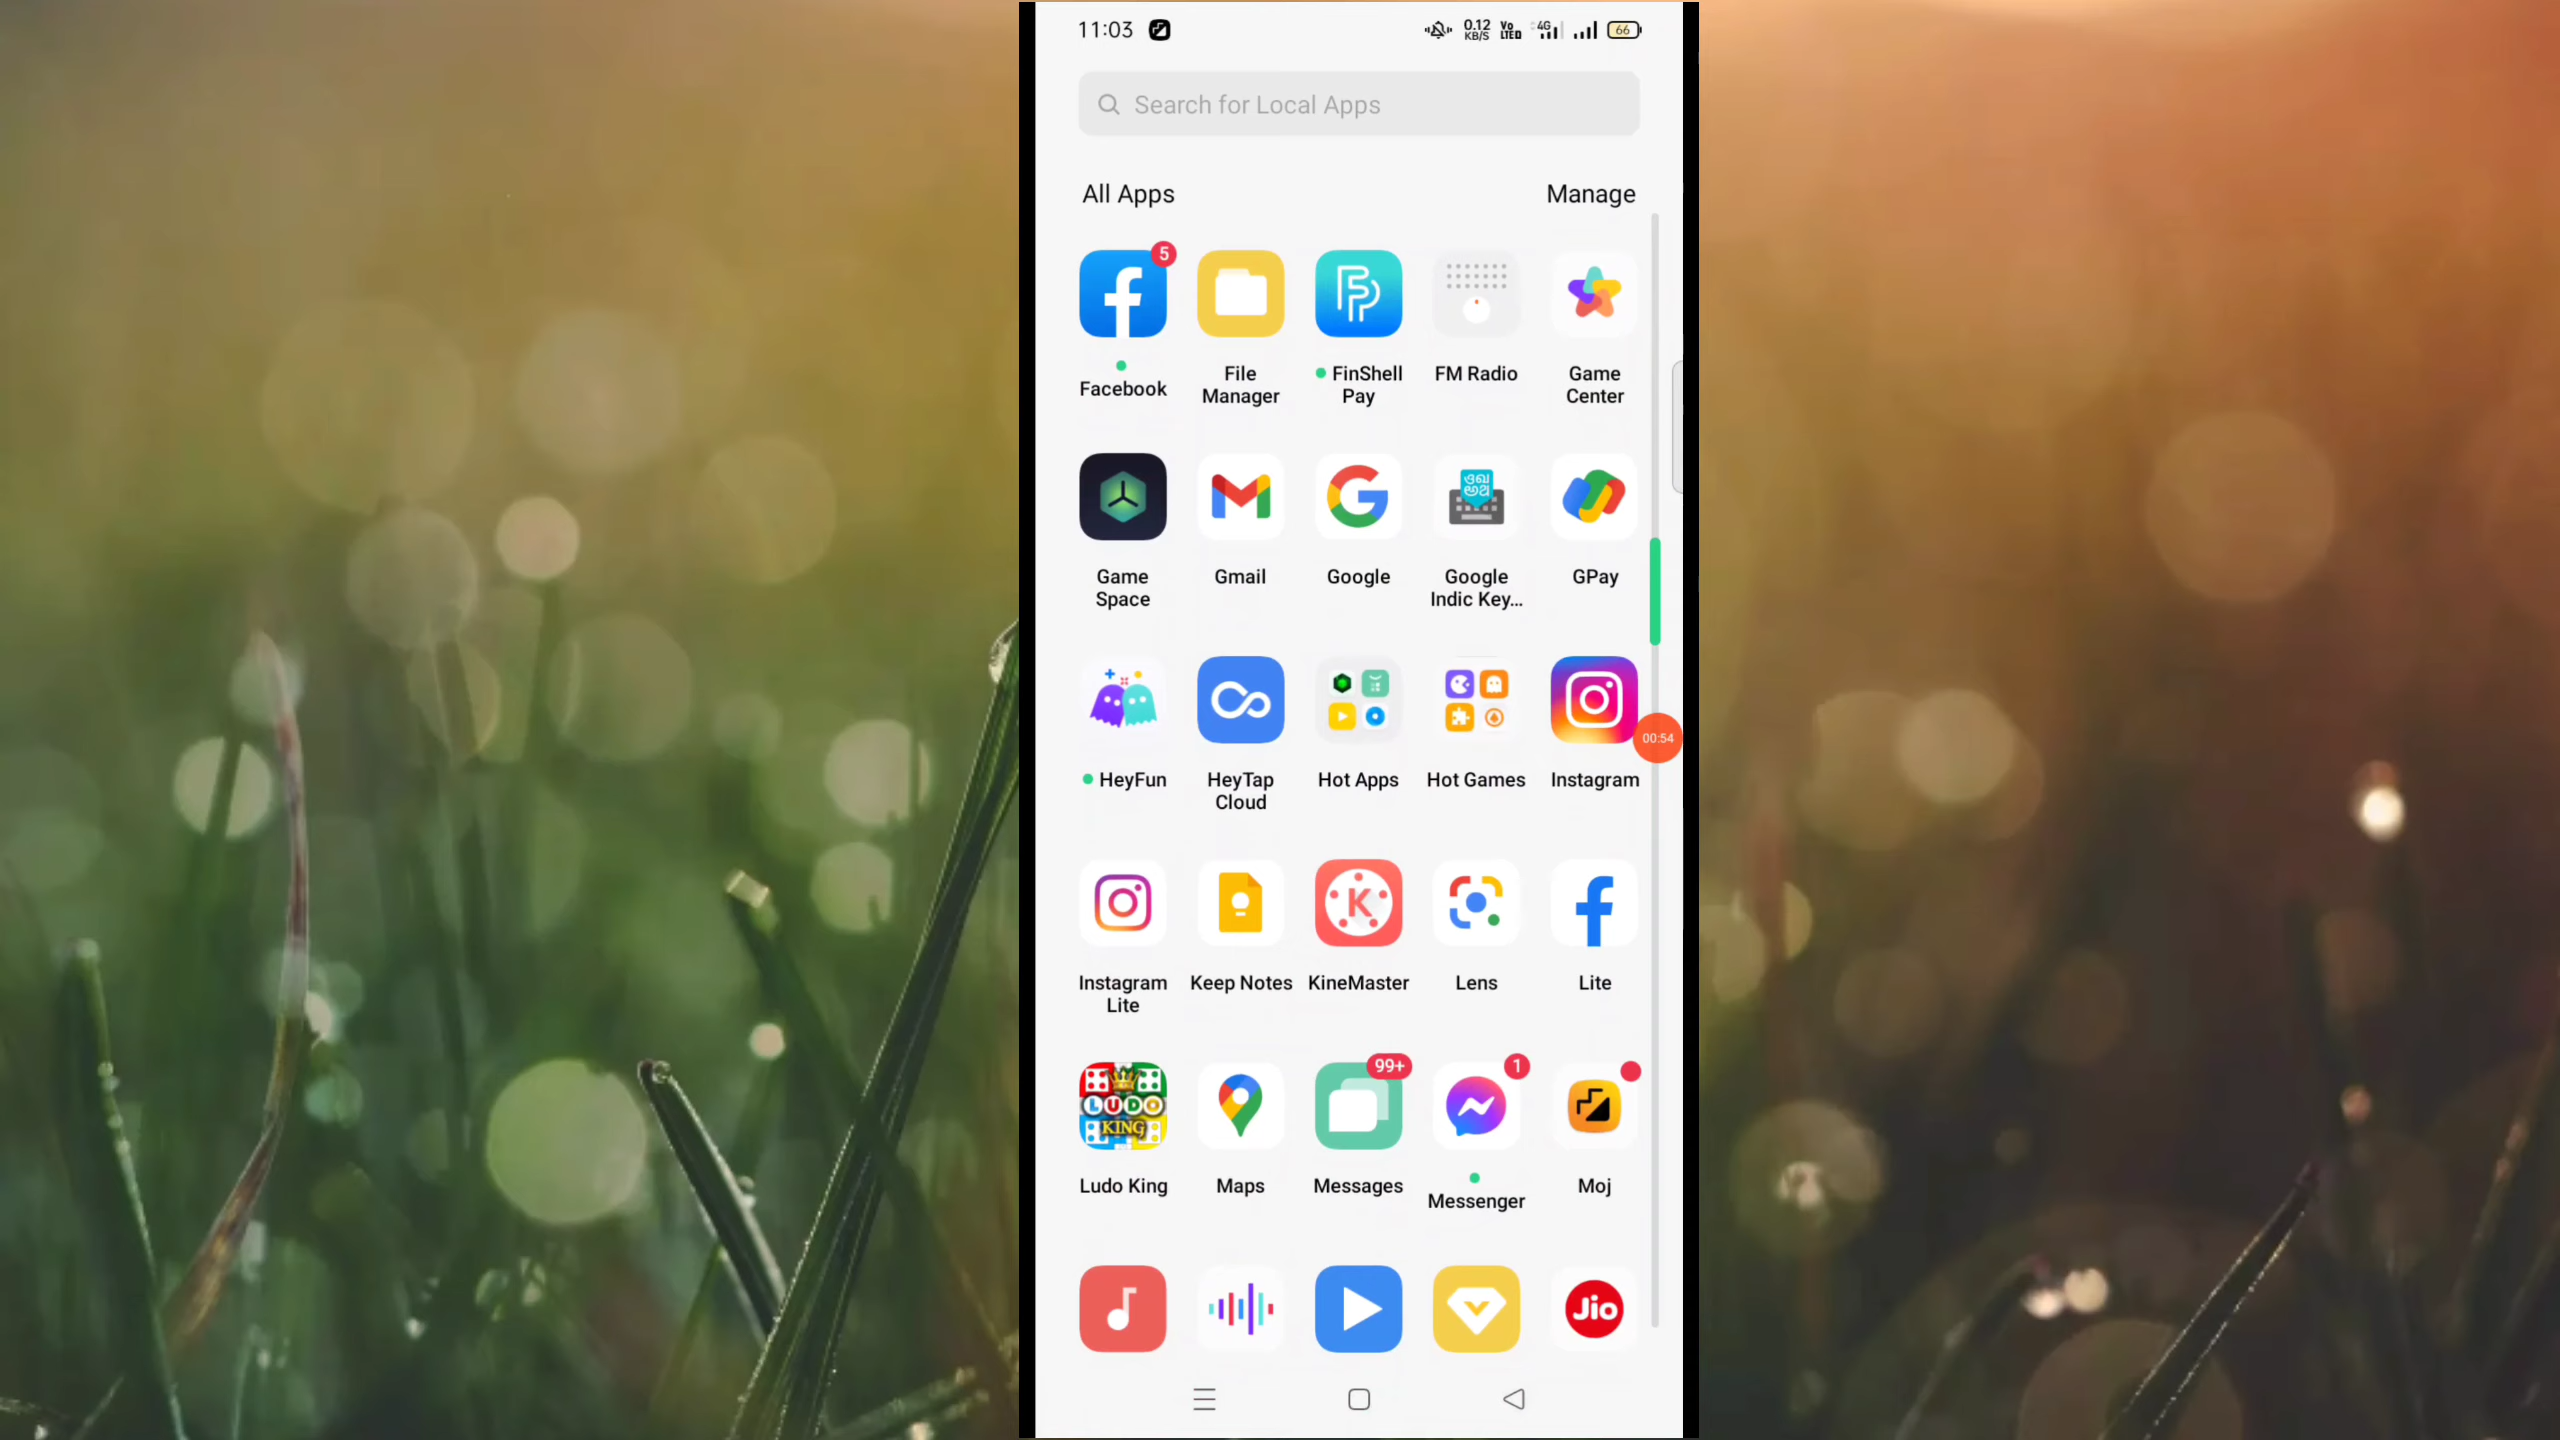 11:03 0.12 KB/S Vo LTE 4G 66
Search for Local Apps
All Apps Manage
5
Facebook File Manager FinShell Pay FM Radio Game Center
Game Space Gmail Google Google Indic Key... GPay
HeyFun HeyTap Cloud Hot Apps Hot Games Instagram
00:54
Instagram Lite Keep Notes KineMaster Lens Lite
K
99+ 1
LUDO
KING
Ludo King Maps Messages Messenger Moj
Jio